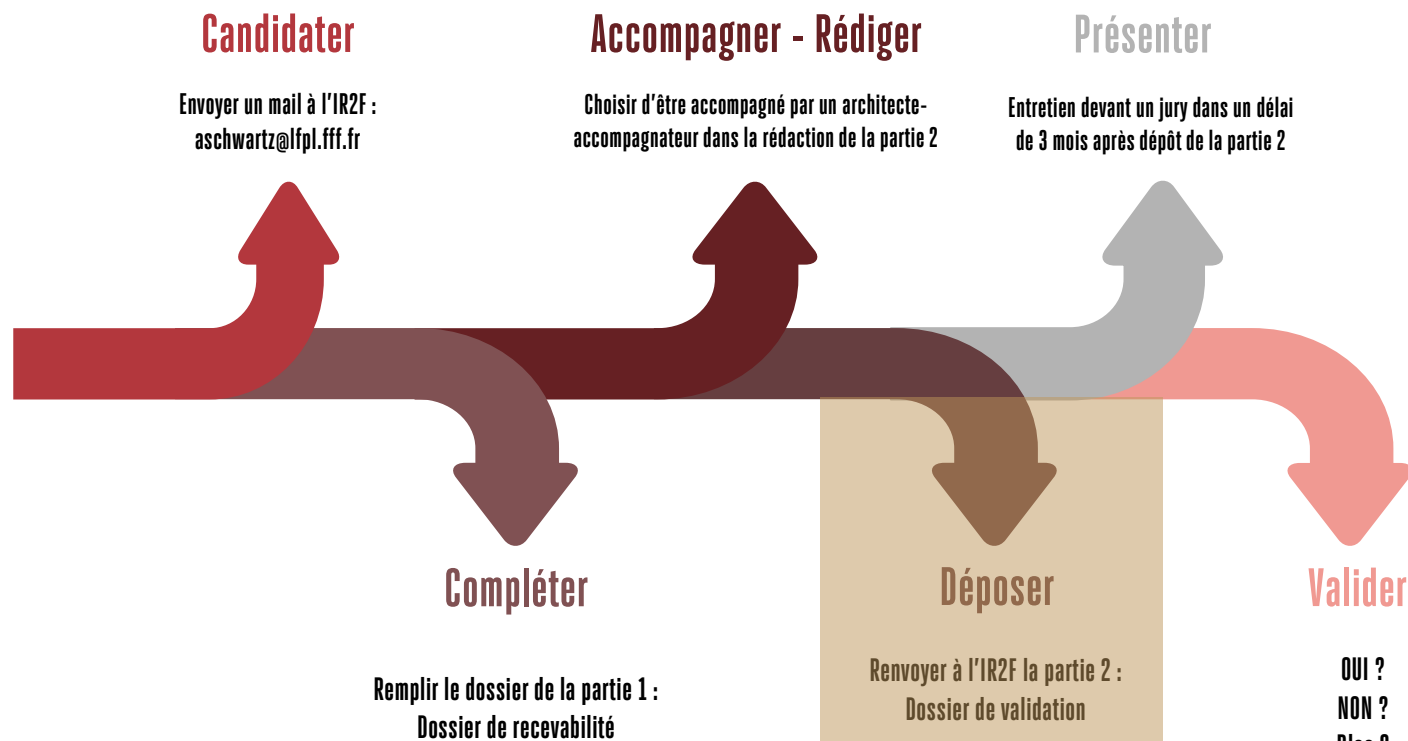 Candidater
Envoyer un mail à l'IR2F :
aschwartz@lfpl.fff.fr
Accompagner - Rédiger
Choisir d'être accompagné par un architecte-
accompagnateur dans la rédaction de la partie 2
Présenter
Entretien devant un jury dans un délai
de 3 mois après dépôt de la partie 2
Compléter
Remplir le dossier de la partie 1 :
Dossier de recevabilité
Déposer
Renvoyer à l'IR2F la partie 2 :
Dossier de validation
Valider
OUI ?
NON ?